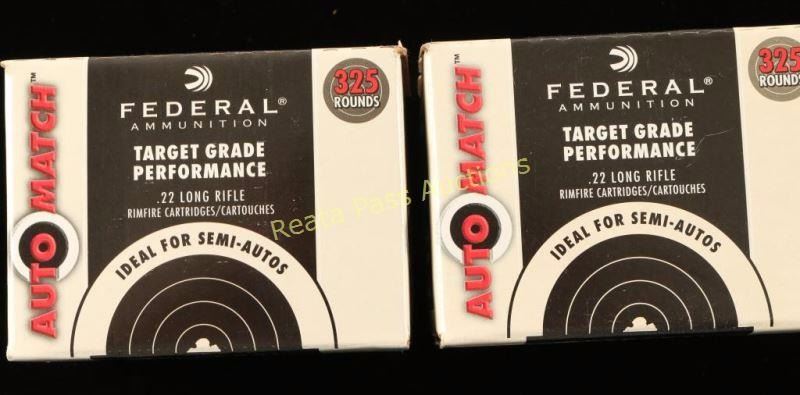 AUTO MATCH™
FEDERAL®
AMMUNITION
325
ROUNDS
TARGET GRADE
PERFORMANCE
.22 LONG RIFLE
RIMFIRE CARTRIDGES/CARTOUCHES
IDEAL FOR SEMI-AUTOS
AUTO MATCH™
FEDERAL®
AMMUNITION
325
ROUNDS
TARGET GRADE
PERFORMANCE
.22 LONG RIFLE
RIMFIRE CARTRIDGES/CARTOUCHES
IDEAL FOR SEMI-AUTOS
Reata Pass Auctions